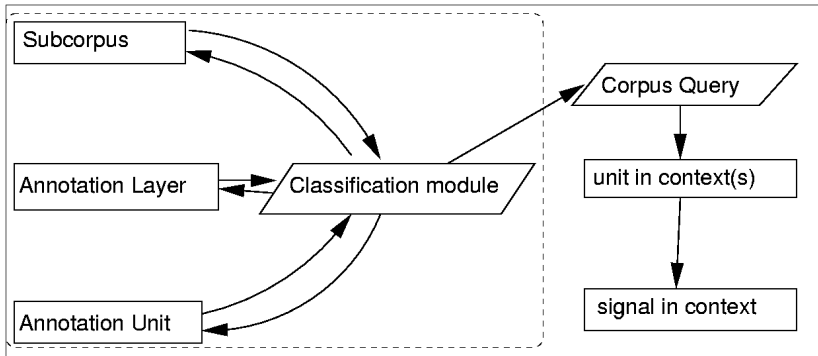 Subcorpus
Corpus Query
Annotation Layer
Classification module
unit in context(s)
Annotation Unit
signal in context